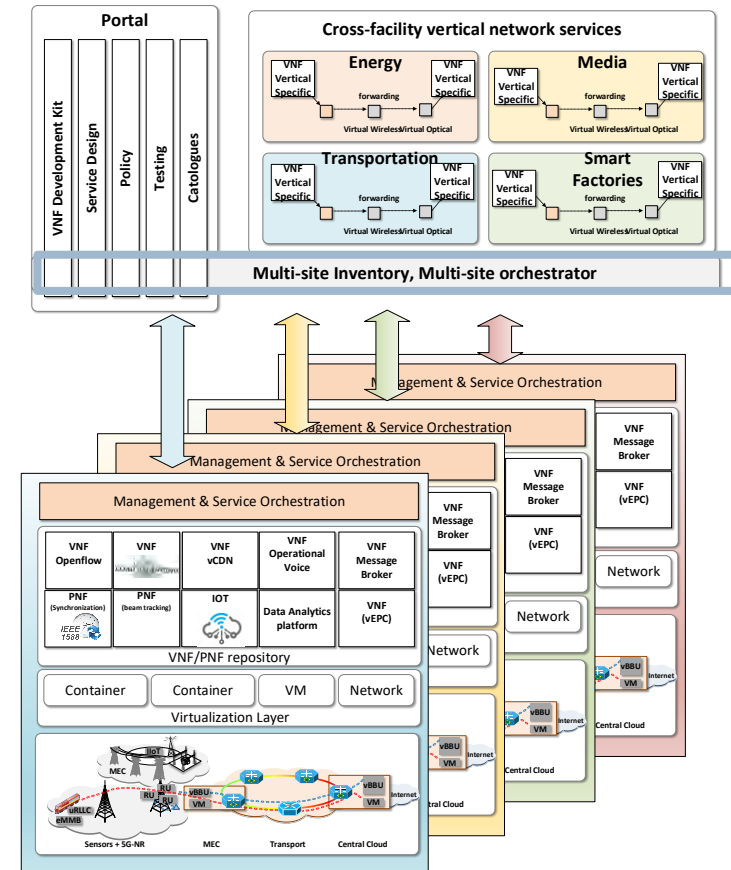 Portal
VNF Development Kit
Service Design
Policy
Testing
Catologues
Cross-facility vertical network services
Energy
VNF
Vertical
Specific
VNF
Vertical
Specific
forwarding
Virtual Wireless
Virtual Optical
Media
VNF
Vertical
Specific
VNF
Vertical
Specific
forwarding
Virtual Wireless
Virtual Optical
Transportation
VNF
Vertical
Specific
VNF
Vertical
Specific
forwarding
Virtual Wireless
Virtual Optical
Smart
Factories
VNF
Vertical
Specific
VNF
Vertical
Specific
forwarding
Virtual Wireless
Virtual Optical
Multi-site Inventory, Multi-site orchestrator
Management & Service Orchestration
VNF
Message
Broker
VNF
(vEPC)
Network
vBBU
VM
Internet
Central Cloud
Management & Service Orchestration
VNF
Message
Broker
VNF
(vEPC)
Network
vBBU
VM
Internet
Central Cloud
Management & Service Orchestration
VNF
Message
Broker
VNF
(vEPC)
Network
vBBU
VM
Internet
Central Cloud
Management & Service Orchestration
VNF
Openflow
VNF
VNF
vCDN
VNF
Operational
Voice
VNF
Message
Broker
PNF
(Synchronization)
IEEE
1588
PNF
(beam tracking)
IOT
Data Analytics
platform
VNF
(vEPC)
VNF/PNF repository
Container
Container
VM
Network
Virtualization Layer
IIoT
MEC
RU
RU
RU
uRLLC
eMMB
vBBU
VM
vBBU
VM
Internet
Sensors + 5G-NR
MEC
Transport
Central Cloud